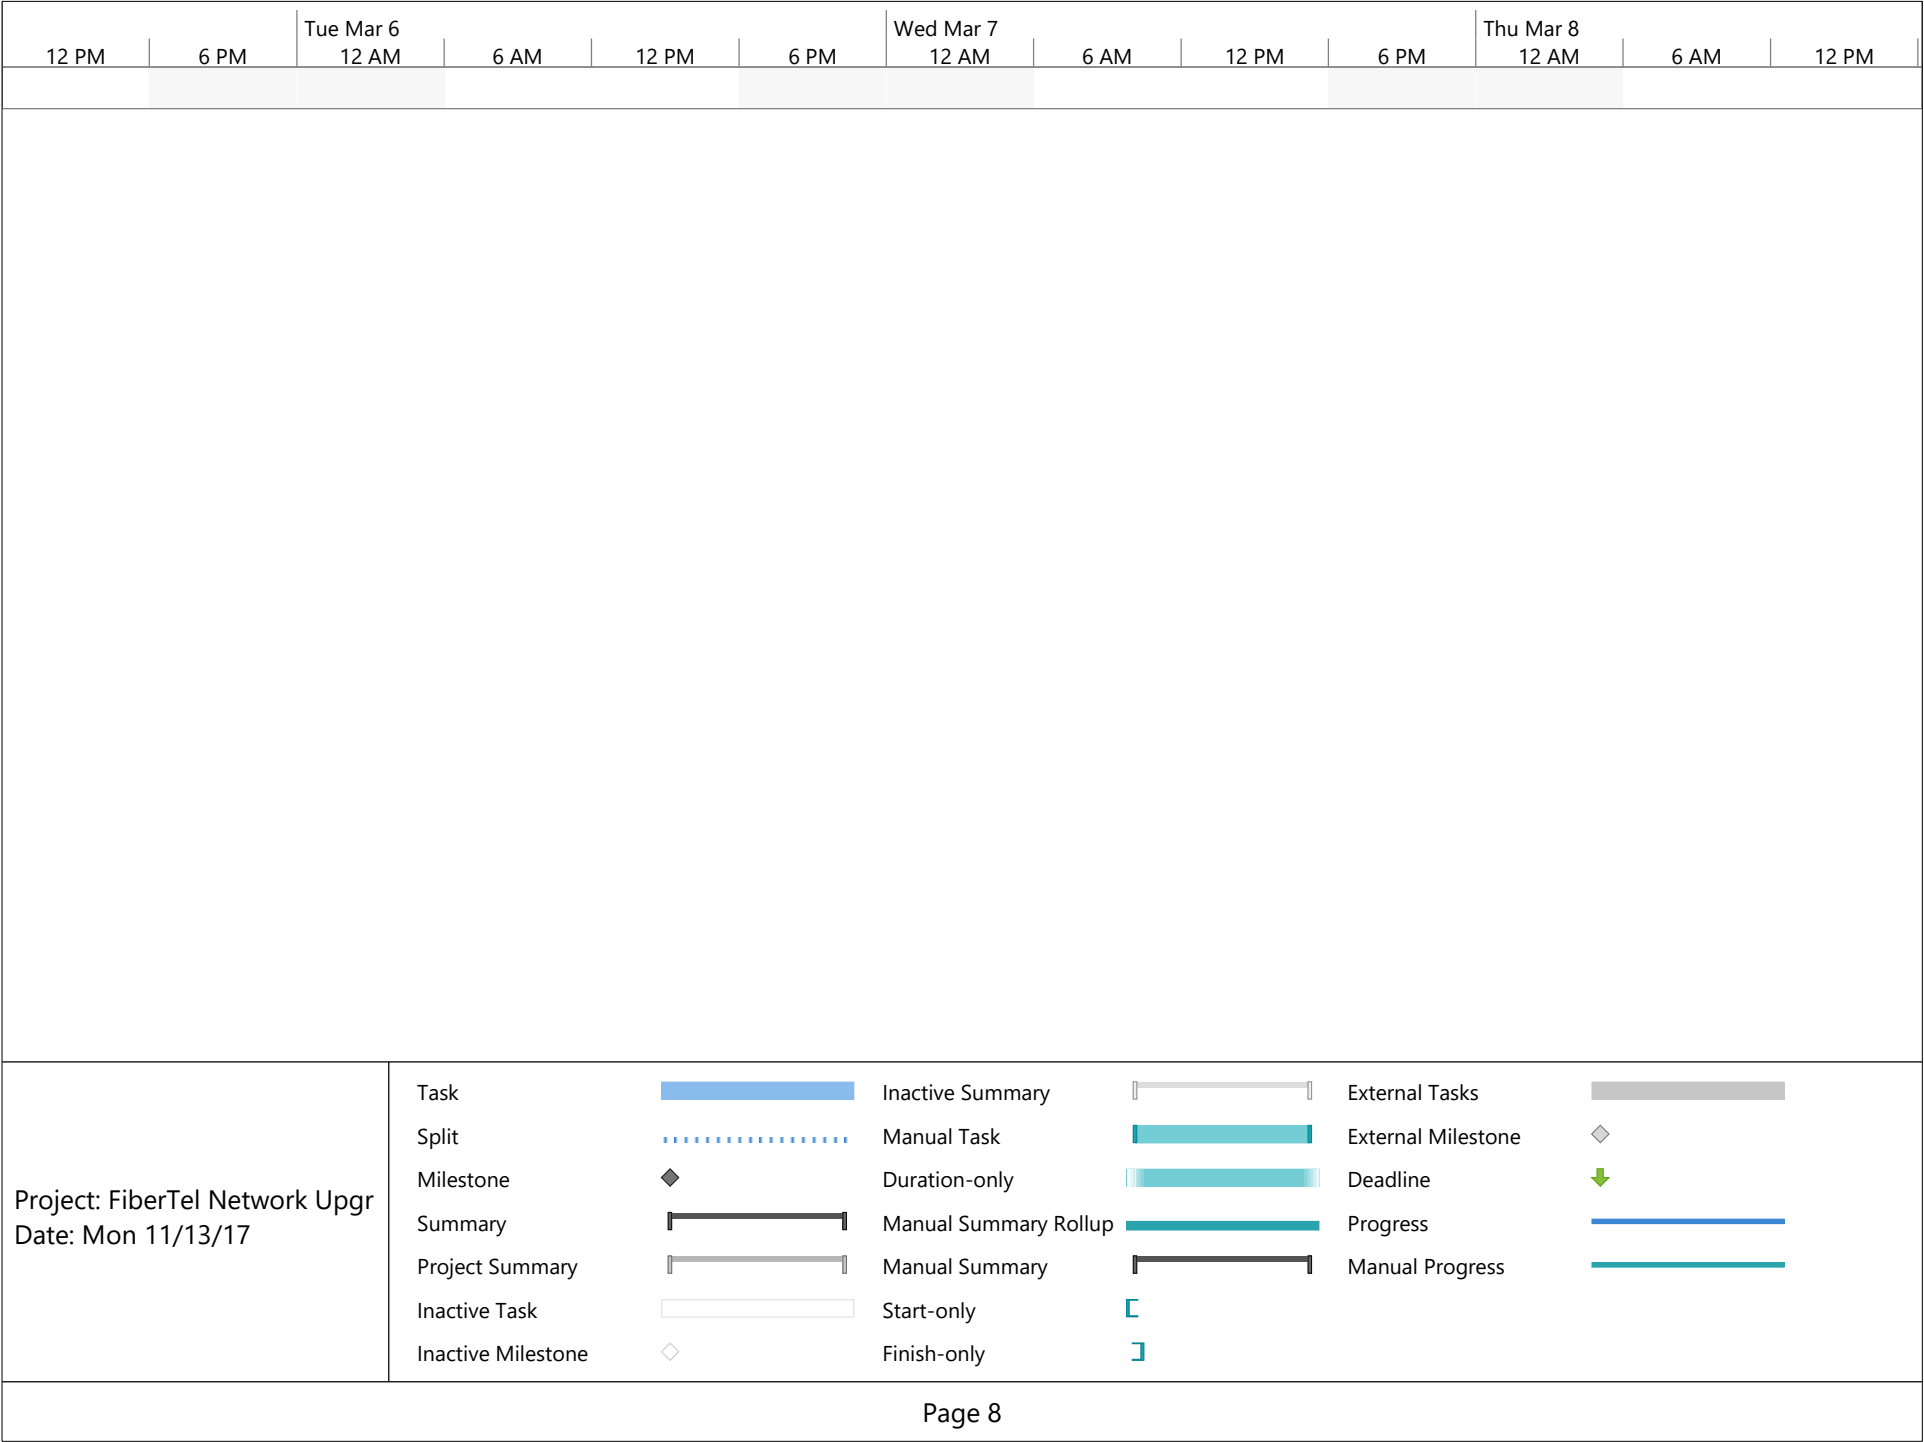 Tue Mar 6 Wed Mar 7 Thu Mar 8
12 PM 6 PM 12 AM 6 AM 12 PM 6 PM 12 AM 6 AM 12 PM 6 PM 12 AM 6 AM 12 PM
Project: FiberTel Network Upgr
Date: Mon 11/13/17
Task
Split
Milestone
Summary
Project Summary
Inactive Task
Inactive Milestone
Inactive Summary
Manual Task
Duration-only
Manual Summary Rollup
Manual Summary
Start-only
Finish-only
External Tasks
External Milestone
Deadline
Progress
Manual Progress
Page 8